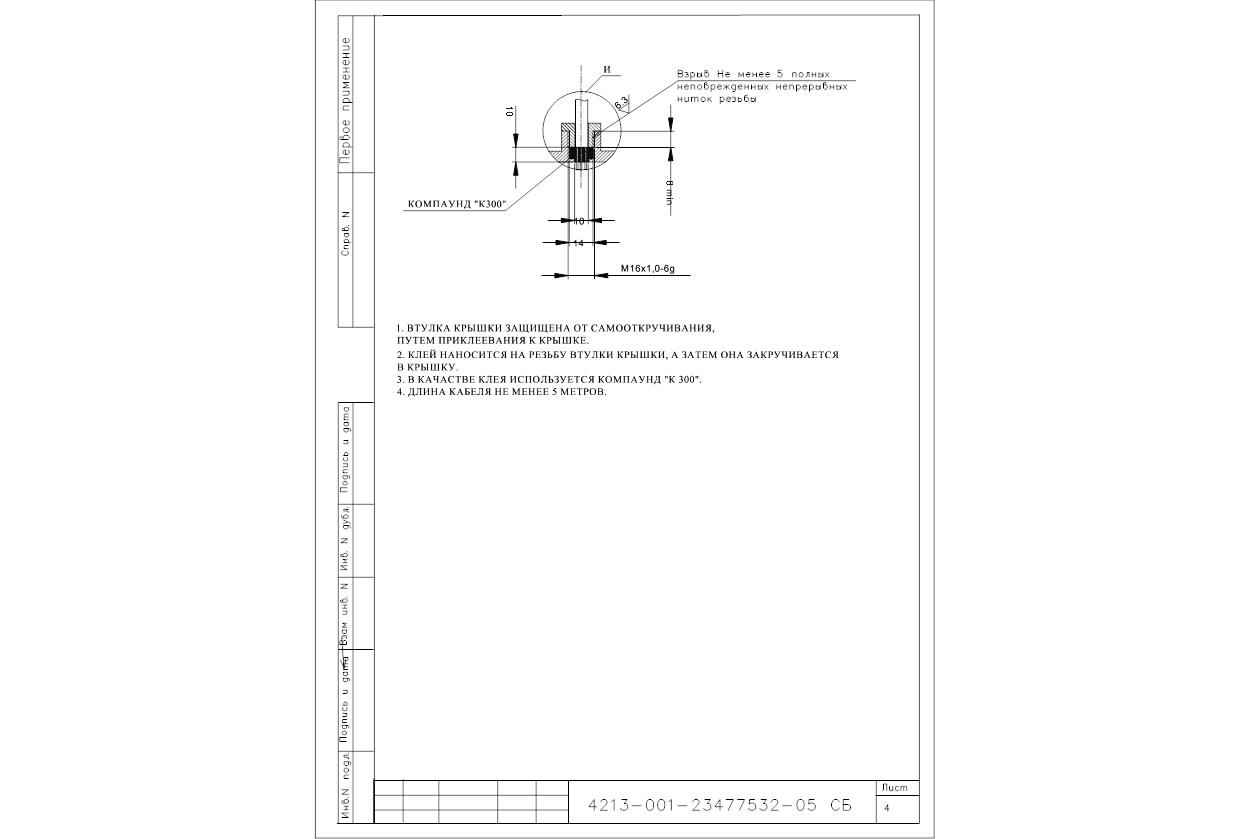 И
Взрыв Не менее 5 полных
неповрежденных непрерывных
ниток резьбы
6,3
10
8 min
КОМПАУНД "К300"
10
14
M16x1,0-6g
1. ВТУЛКА КРЫШКИ ЗАЩИЩЕНА ОТ САМООТКРУЧИВАНИЯ,
ПУТЕМ ПРИКЛЕЕВАНИЯ К КРЫШКЕ.
2. КЛЕЙ НАНОСИТСЯ НА РЕЗЬБУ ВТУЛКИ КРЫШКИ, А ЗАТЕМ ОНА ЗАКРУЧИВАЕТСЯ
В КРЫШКУ.
3. В КАЧЕСТВЕ КЛЕЯ ИСПОЛЬЗУЕТСЯ КОМПАУНД "К 300".
4. ДЛИНА КАБЕЛЯ НЕ МЕНЕЕ 5 МЕТРОВ.
Первое применение
Справ. N
Подпись и дата
Инв. N дубл.
Взам инв. N
Подпись и дата
Инв.N подл.
4213-001-23477532-05 СБ
Лист
4